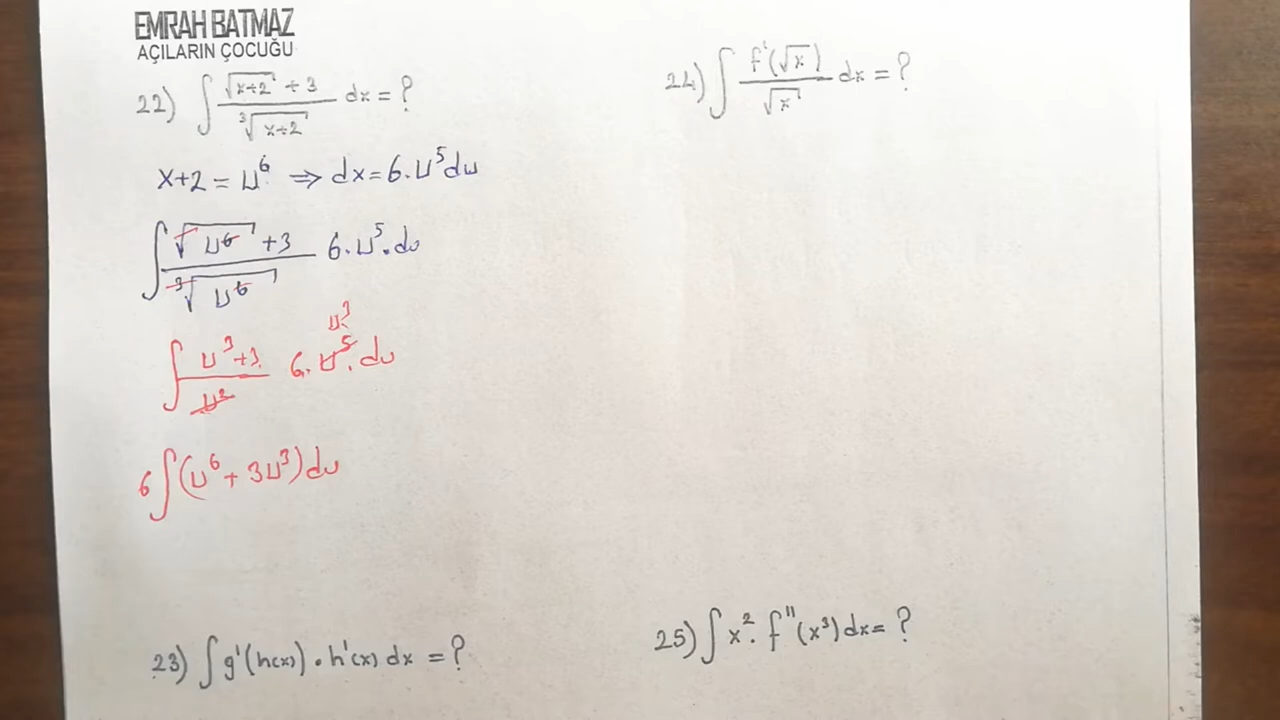 EMRAH BATMAZ
AÇILARIN ÇOCUĞU
22) ∫ (√(x+2) + 3) / ∛(x+2) dx = ?
x+2 = u⁶ ⇒ dx = 6.u⁵du
∫ (√(u⁶) + 3) / ∛(u⁶) 6.u⁵.du
u³
∫ (u³+3) / u² 6.u⁵.du
6∫(u⁶ + 3u³)du
23) ∫ g'(h(x)) . h'(x) dx = ?
24) ∫ f'(√x) / √x dx = ?
25) ∫ x². f''(x³) dx = ?